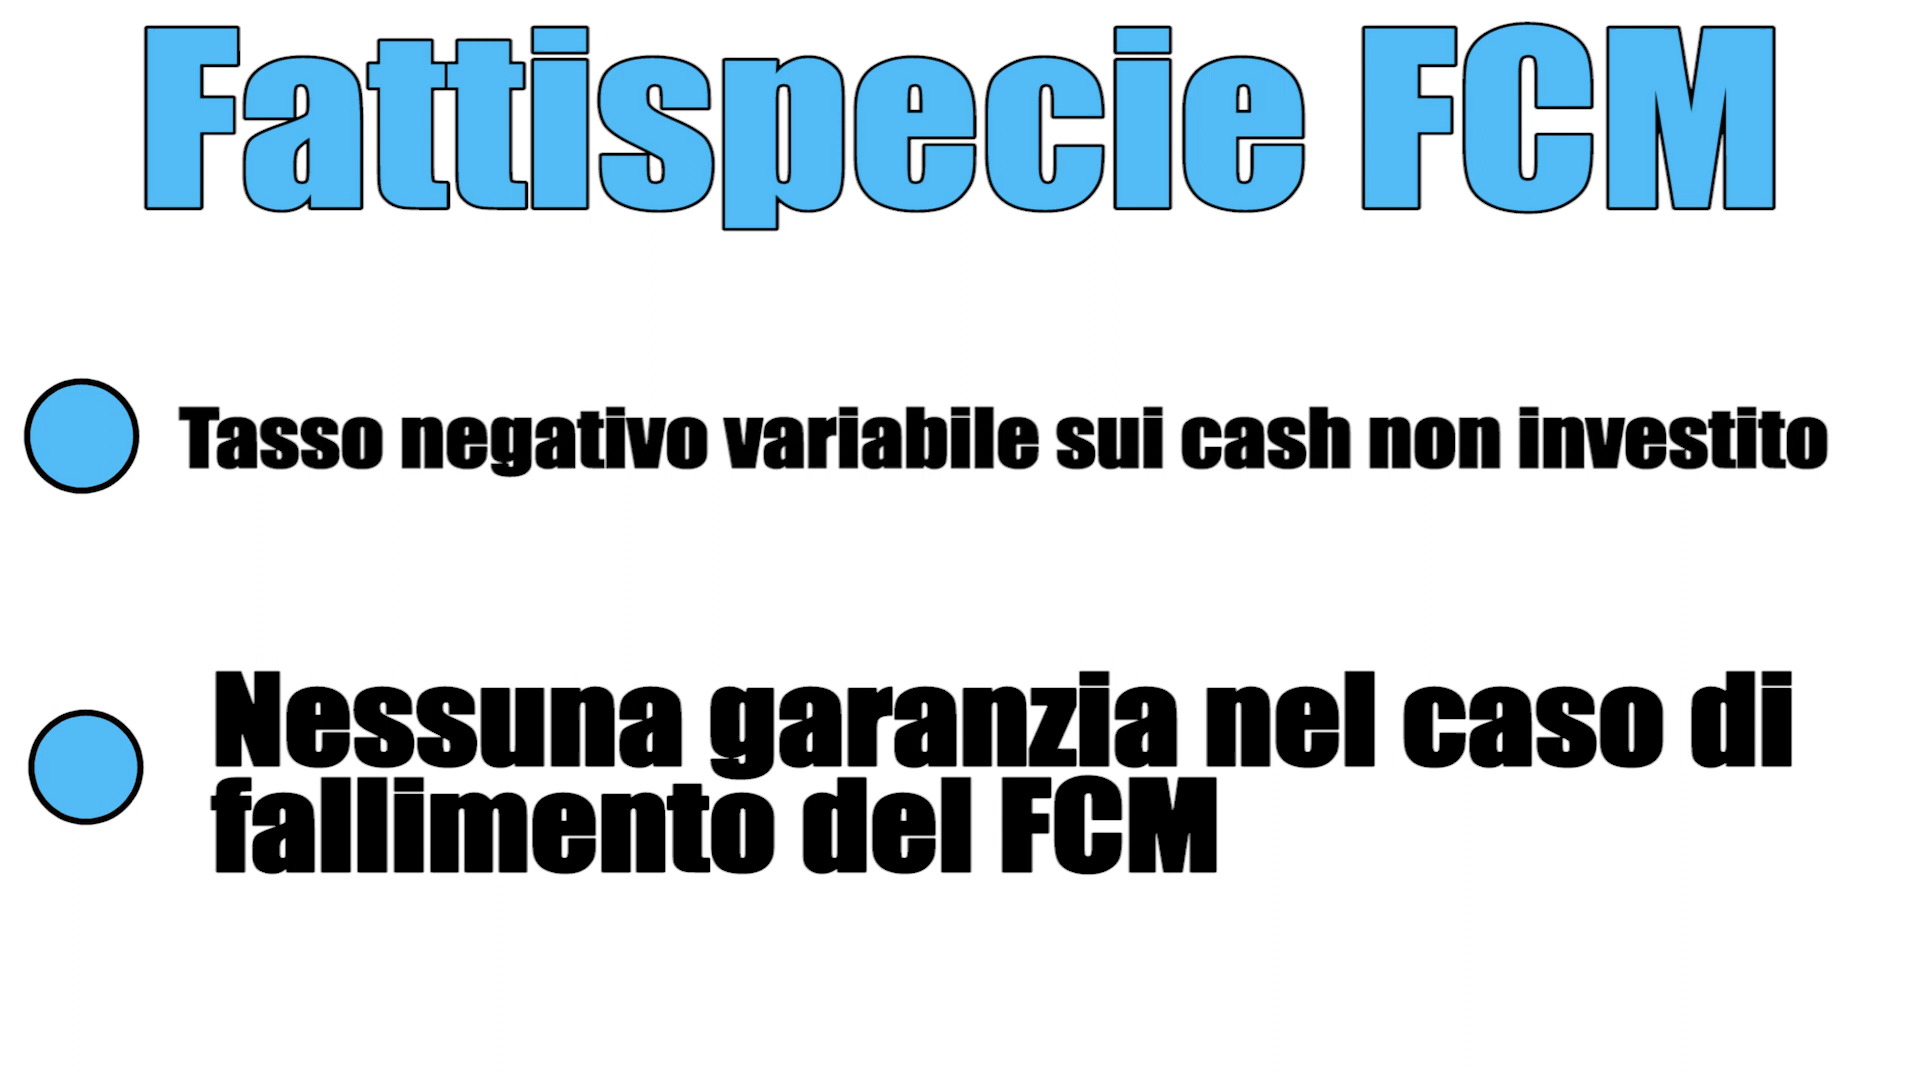 Fattispecie FCM
Tasso negativo variabile sui cash non investito
Nessuna garanzia nel caso di
fallimento del FCM